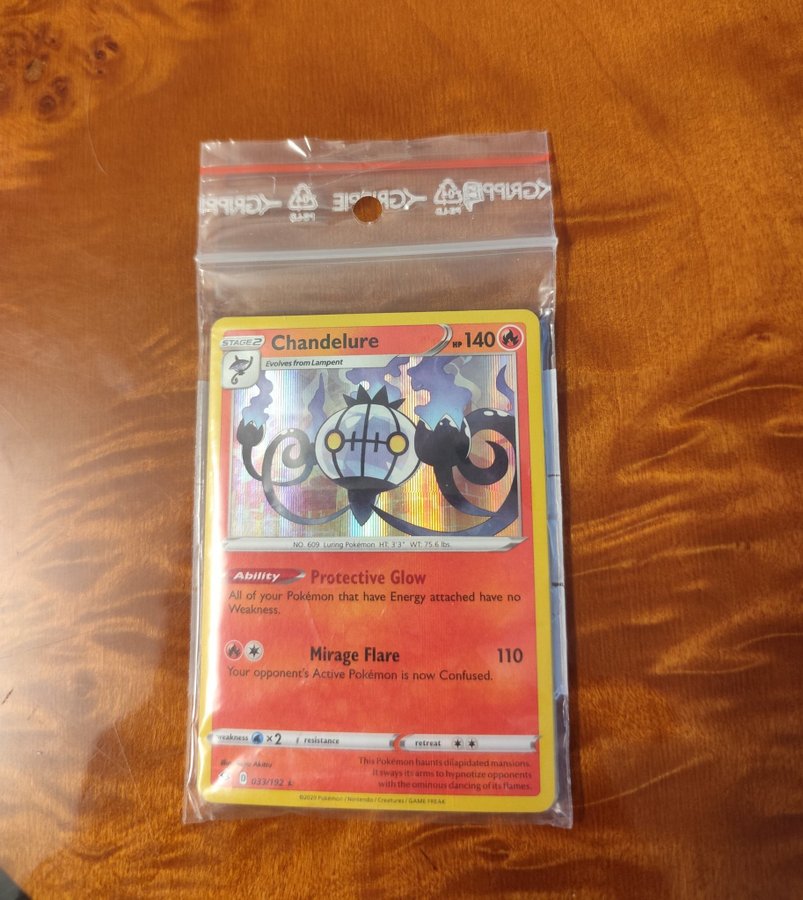 GRIPPIE GRIPPIE GRIPPIE
STAGE2 Chandelure HP 140
Evolves from Lampent
NO. 609 Luring Pokémon HT: 3'3" WT: 75.6 lbs.
Ability Protective Glow
All of your Pokémon that have Energy attached have no
Weakness.
Mirage Flare 110
Your opponent's Active Pokémon is now Confused.
weakness ×2 resistance retreat
This Pokémon haunts dilapidated mansions.
It sways its arms to hypnotize opponents
with the ominous dancing of its flames.
D 033/192 ★
©2020 Pokémon / Nintendo / Creatures / GAME FREAK